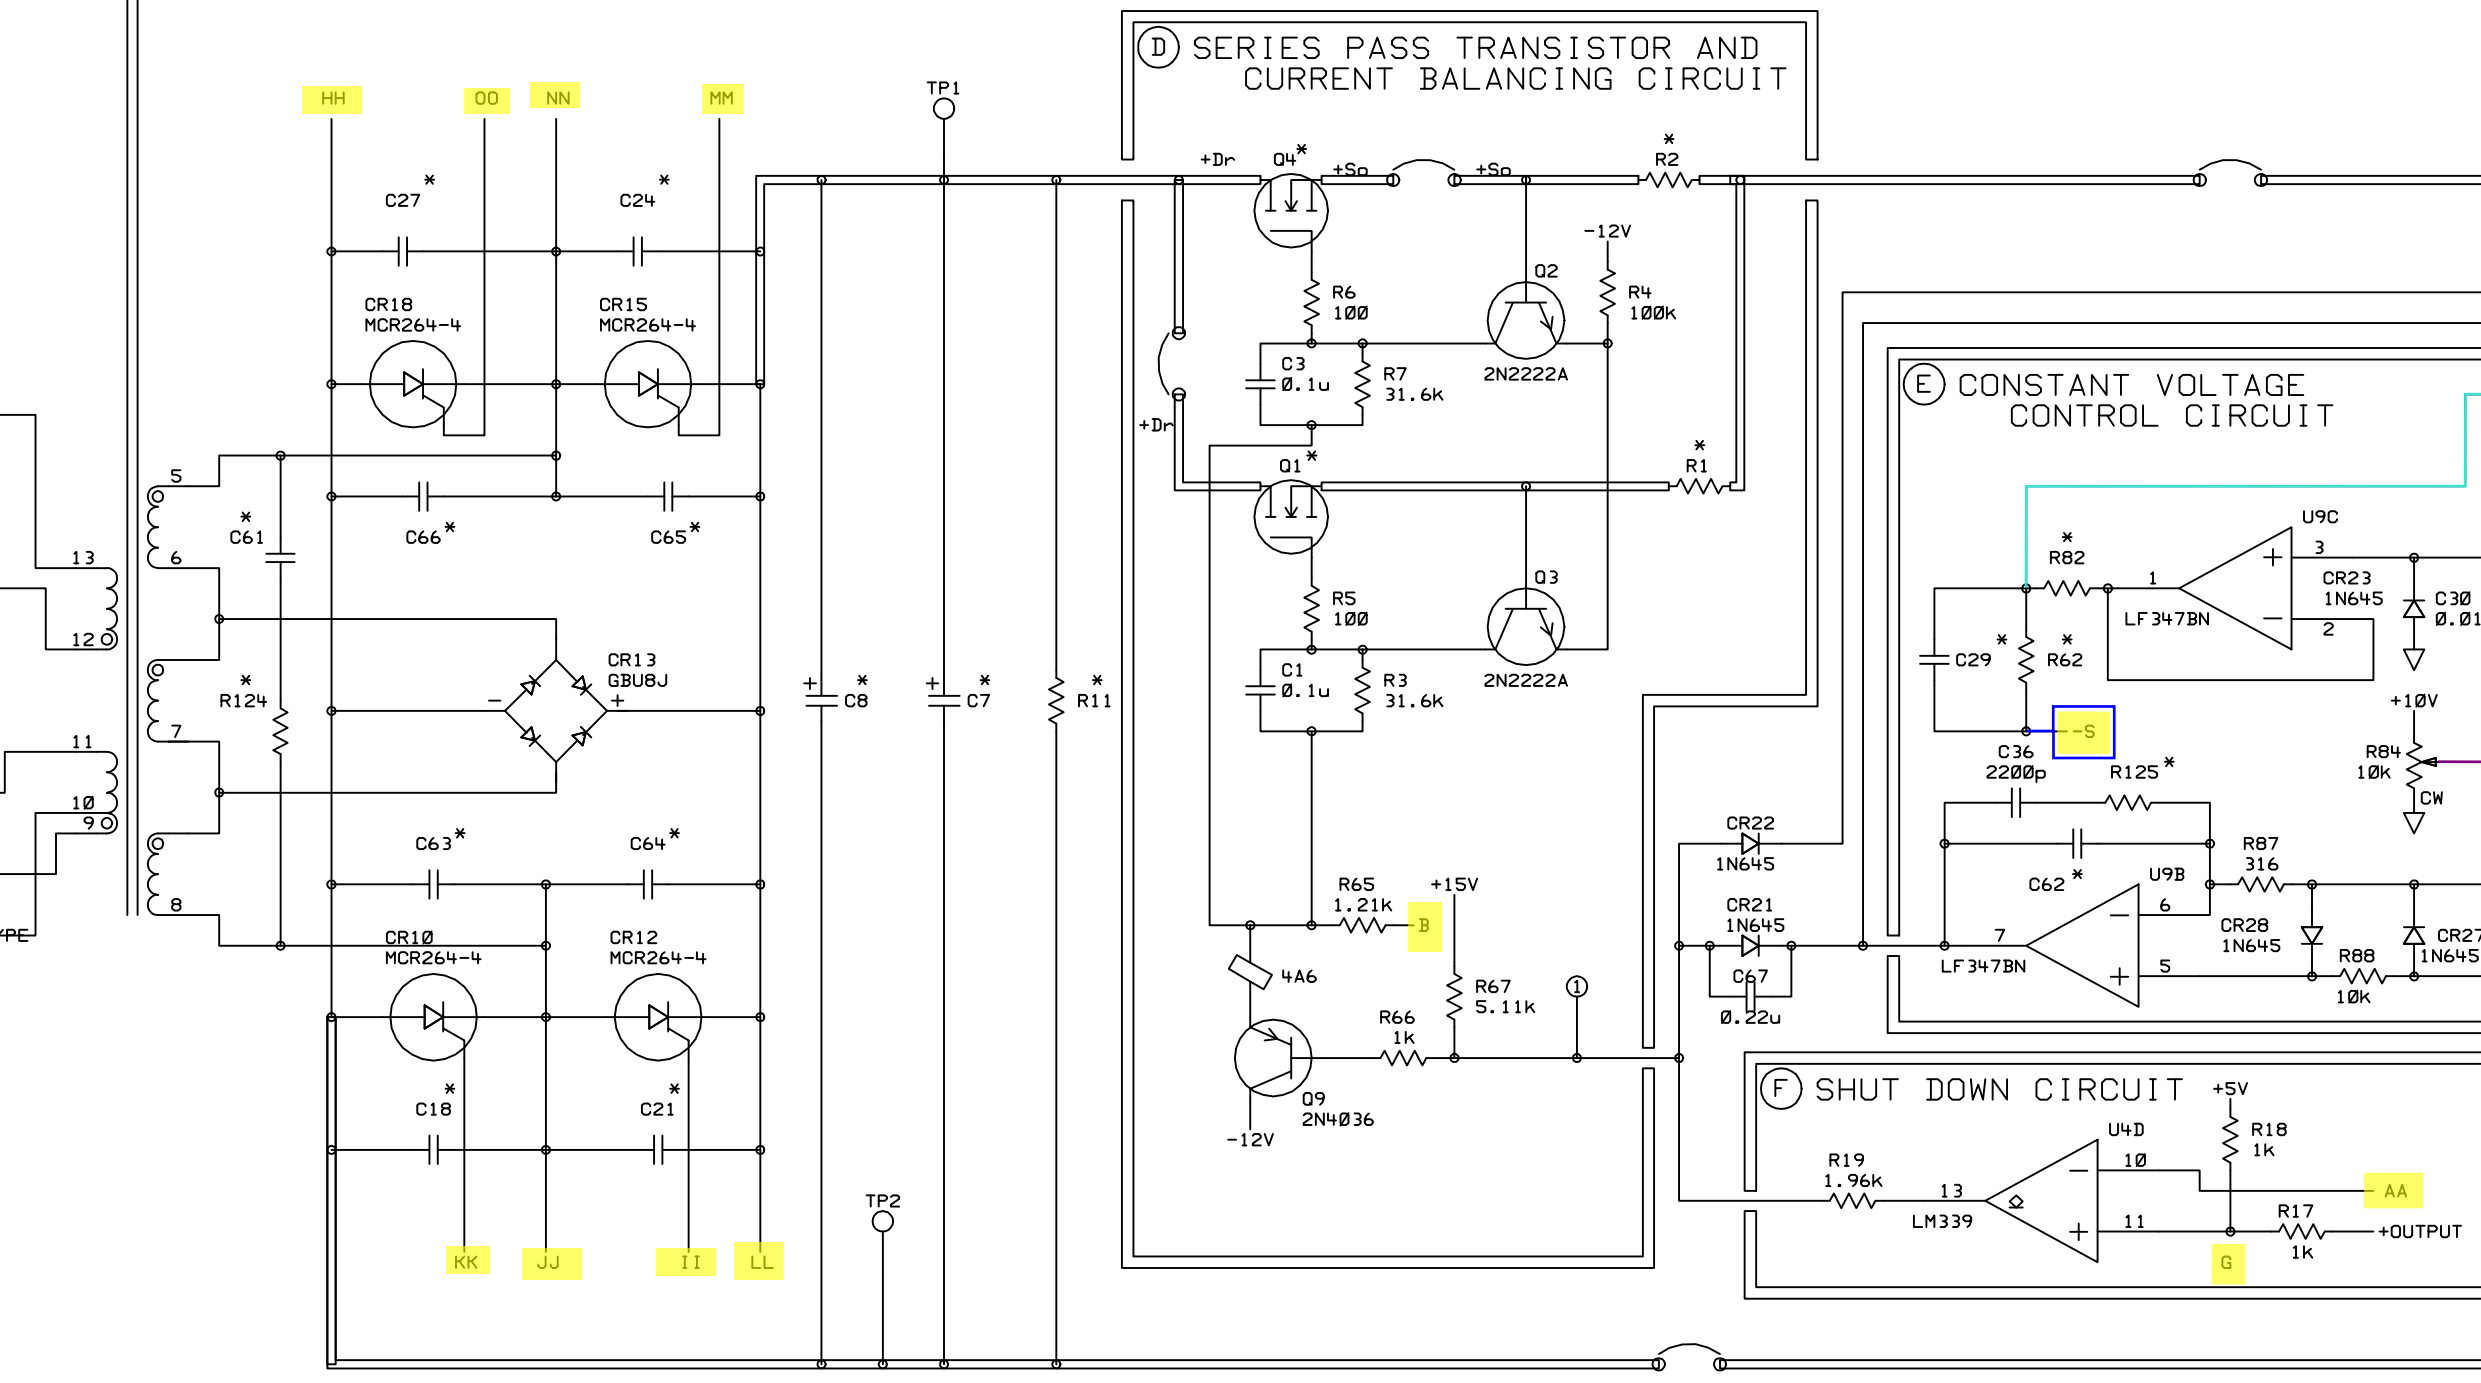 D SERIES PASS TRANSISTOR AND
CURRENT BALANCING CIRCUIT
HH
OO
NN
MM
TP1
+Dr
Q4*
+So
+So
*
R2
*
C27
*
C24
-12V
Q2
R6
100
R4
100k
CR18
MCR264-4
CR15
MCR264-4
C3
0.1u
R7
31.6k
2N2222A
E CONSTANT VOLTAGE
CONTROL CIRCUIT
+Dr
Q1*
*
R1
5
*
C61
C66*
C65*
13
6
U9C
3
*
R82
1
CR23
1N645
C30
0.01
LF347BN
2
Q3
R5
100
12
CR13
GBU8J
C1
0.1u
R3
31.6k
2N2222A
C29
*
*
R62
*
R124
-
+
+
*
C8
+
*
C7
*
R11
+10V
7
11
-S
R84
10k
CW
C36
2200p
R125*
10
9
C63*
C64*
CR22
1N645
R87
316
C62*
U9B
8
R65
1.21k
+15V
B
6
CR21
1N645
7
CR28
1N645
CR27
1N645
YPE
CR10
MCR264-4
CR12
MCR264-4
LF347BN
5
R88
10k
4A6
R67
5.11k
1
C67
0.22u
R66
1k
F SHUT DOWN CIRCUIT
+5V
*
C18
*
C21
Q9
2N4036
-12V
U4D
R18
1k
R19
1.96k
10
13
AA
LM339
11
R17
1k
+OUTPUT
TP2
KK
JJ
II
LL
G